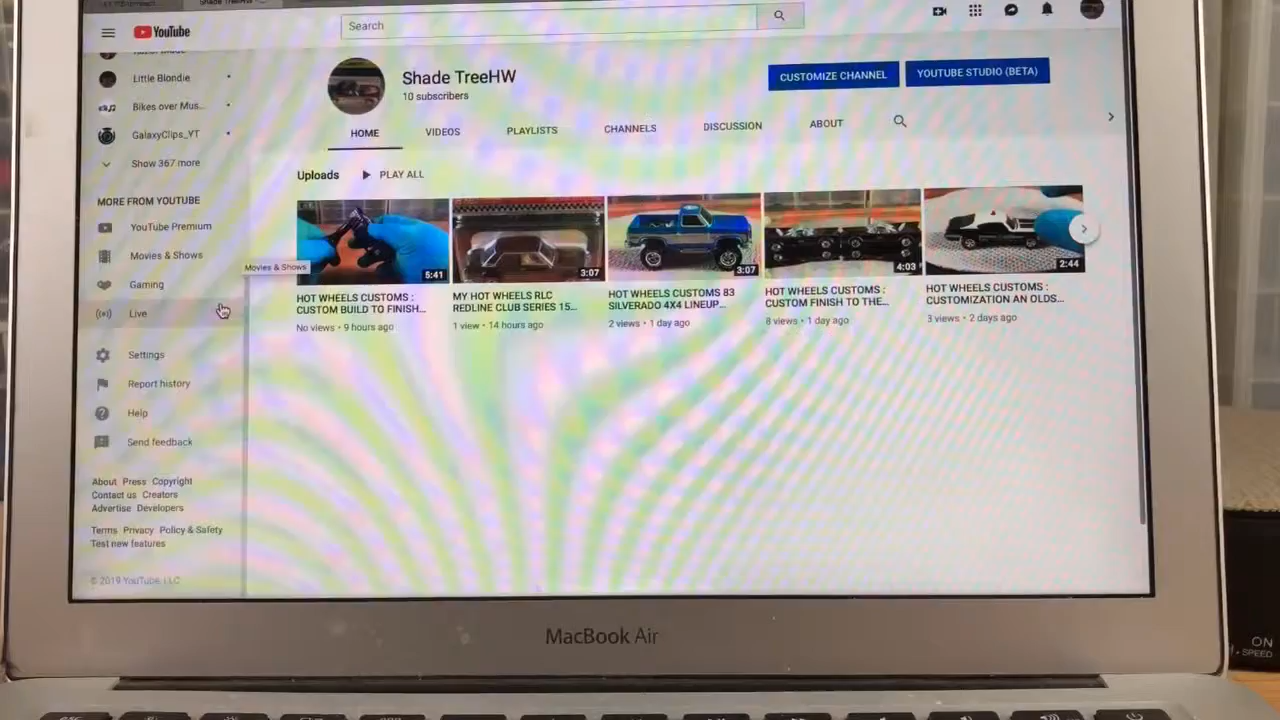 Shade TreeHW
YouTube
Search
Little Blondie
Bikes over Mus...
GalaxyClips_YT
Show 367 more
MORE FROM YOUTUBE
YouTube Premium
Movies & Shows
Gaming
Live
Settings
Report history
Help
Send feedback
About Press Copyright
Contact us Creators
Advertise Developers
Terms Privacy Policy & Safety
Test new features
© 2019 YouTube, LLC
Movies & Shows
Shade TreeHW
10 subscribers
CUSTOMIZE CHANNEL
YOUTUBE STUDIO (BETA)
HOME VIDEOS PLAYLISTS CHANNELS DISCUSSION ABOUT
Uploads PLAY ALL
5:41
HOT WHEELS CUSTOMS :
CUSTOM BUILD TO FINISH...
No views • 9 hours ago
3:07
MY HOT WHEELS RLC
REDLINE CLUB SERIES 15...
1 view • 14 hours ago
3:07
HOT WHEELS CUSTOMS 83
SILVERADO 4X4 LINEUP...
2 views • 1 day ago
4:03
HOT WHEELS CUSTOMS :
CUSTOM FINISH TO THE...
8 views • 1 day ago
2:44
HOT WHEELS CUSTOMS :
CUSTOMIZATION AN OLDS...
3 views • 2 days ago
MacBook Air
ON
SPEED
esc